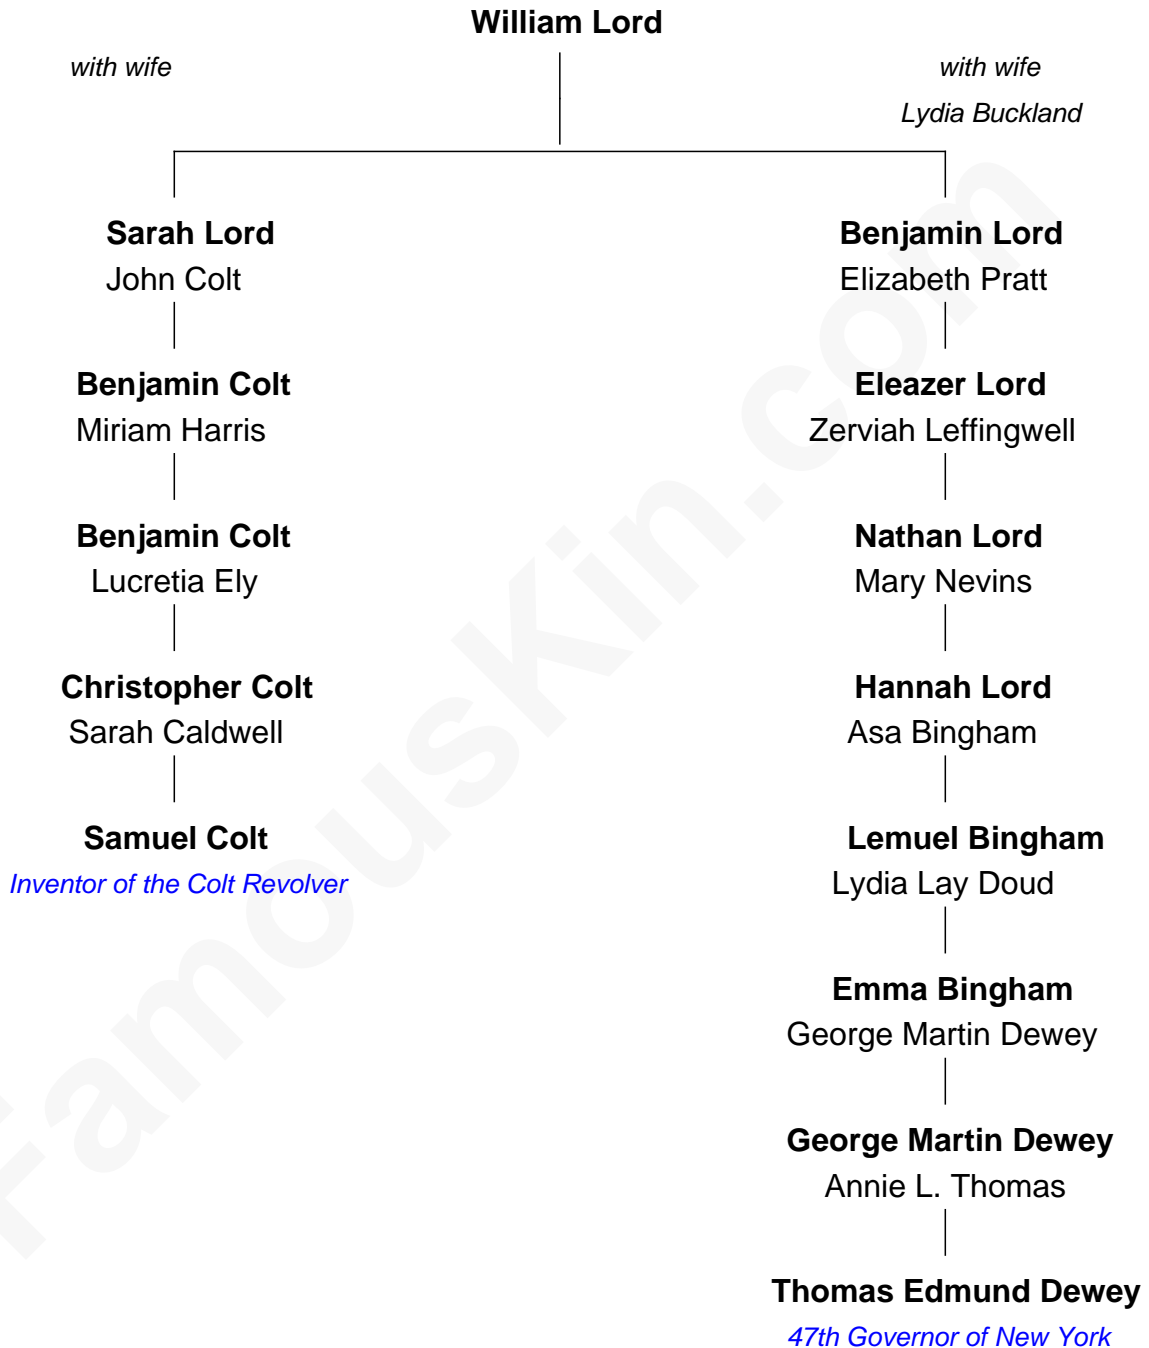 William Lord
with wife
with wife
Lydia Buckland
Sarah Lord
John Colt
Benjamin Lord
Elizabeth Pratt
Benjamin Colt
Miriam Harris
Eleazer Lord
Zerviah Leffingwell
Benjamin Colt
Lucretia Ely
Nathan Lord
Mary Nevins
Christopher Colt
Sarah Caldwell
Hannah Lord
Asa Bingham
Samuel Colt
Inventor of the Colt Revolver
Lemuel Bingham
Lydia Lay Doud
Emma Bingham
George Martin Dewey
George Martin Dewey
Annie L. Thomas
Thomas Edmund Dewey
47th Governor of New York
FamousKin.com